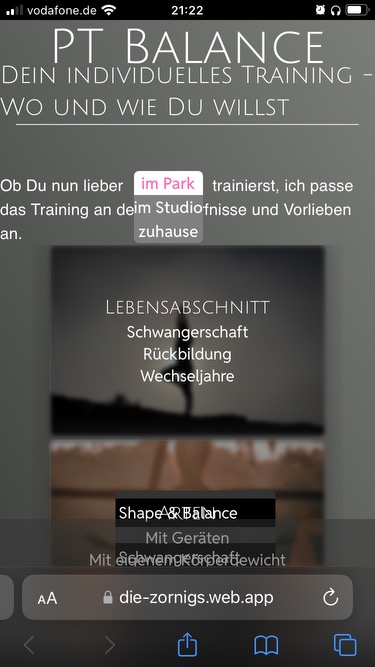 vodafone.de
21:22
PT Balance
Dein individuelles Training -
Wo und wie Du willst
Ob Du nun lieber im Park trainierst, ich passe
das Training an de im Studio fnisse und Vorlieben
zuhause
an.
Lebensabschnitt
Schwangerschaft
Rückbildung
Wechseljahre
Shape & Balance
Arten
Mit Geräten
Schwangerschaft
Mit eigenem Körpergewicht
AA die-zornigs.web.app